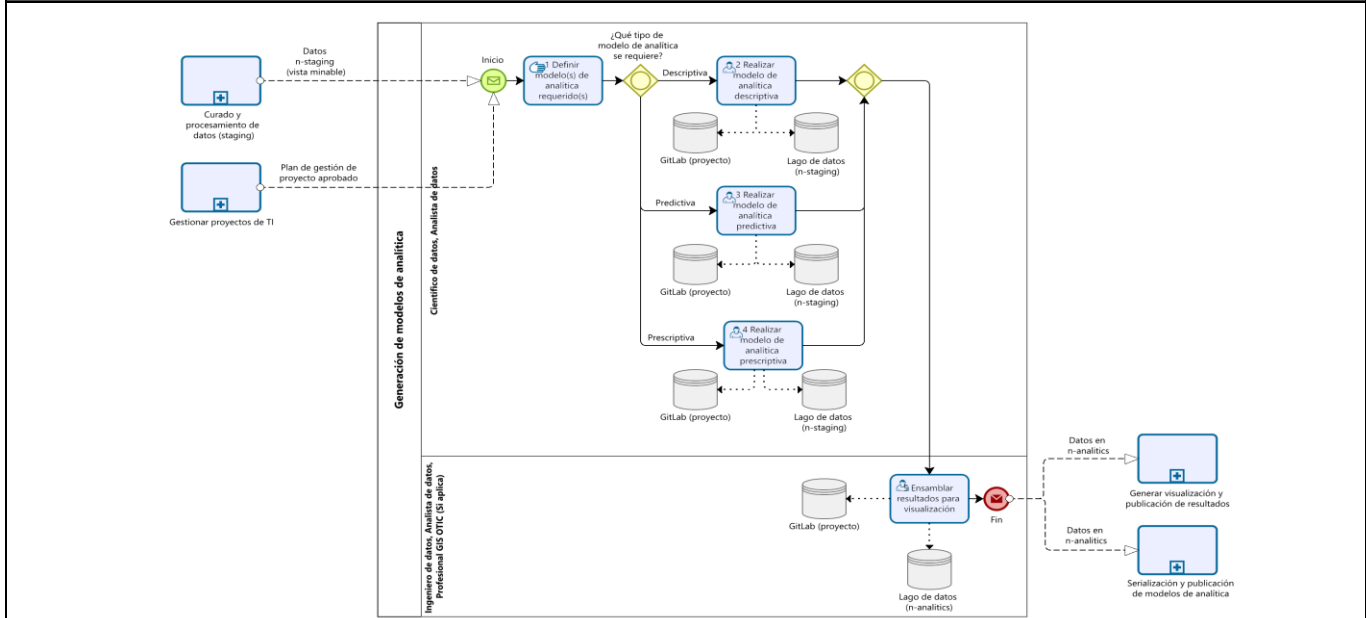 Datos
n-staging
(vista minable)
Curado y
procesamiento de
datos (staging)
Plan de gestión de
proyecto aprobado
Gestionar proyectos de TI
Generación de modelos de analítica
Científico de datos, Analista de datos
Inicio
1 Definir
modelo(s) de
analítica
requerido(s)
¿Qué tipo de
modelo de analítica
se requiere?
Descriptiva
2 Realizar
modelo de
analítica
descriptiva
GitLab (proyecto)
Lago de datos
(n-staging)
Predictiva
3 Realizar
modelo de
analítica
predictiva
GitLab (proyecto)
Lago de datos
(n-staging)
Prescriptiva
4 Realizar
modelo de
analítica
prescriptiva
GitLab (proyecto)
Lago de datos
(n-staging)
Ingeniero de datos, Analista de datos,
Profesional GIS OTIC (Si aplica)
5 Ensamblar
resultados para
visualización
GitLab (proyecto)
Lago de datos
(n-analitics)
Fin
Datos en
n-analitics
Generar visualización y
publicación de resultados
Datos en
n-analitics
Serialización y publicación
de modelos de analítica